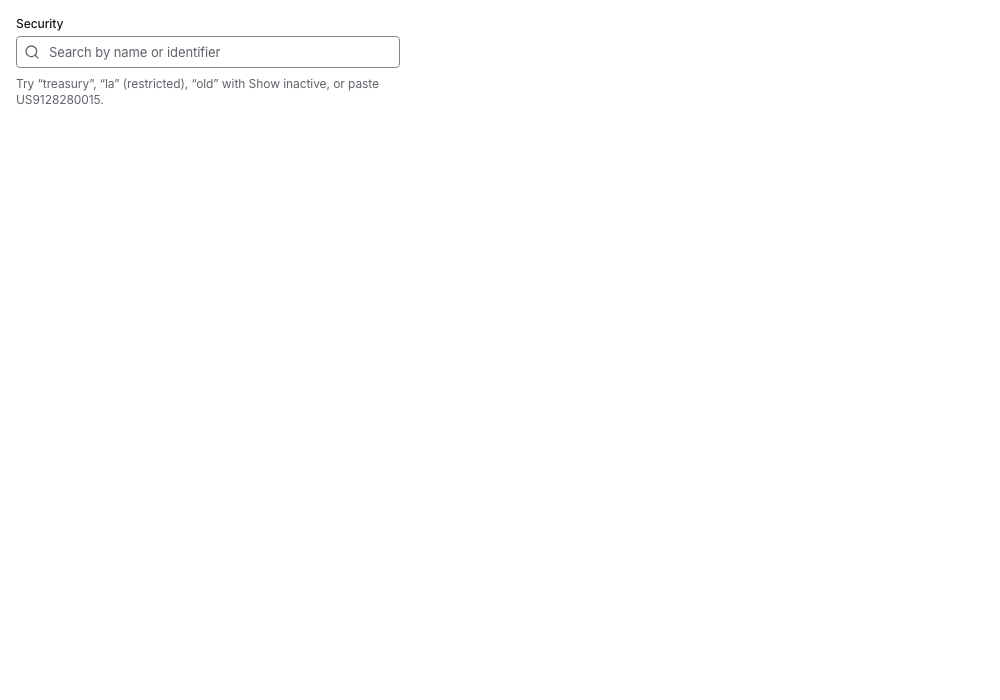 Security
Search by name or identifier
Try “treasury”, “la” (restricted), “old” with Show inactive, or paste
US9128280015.